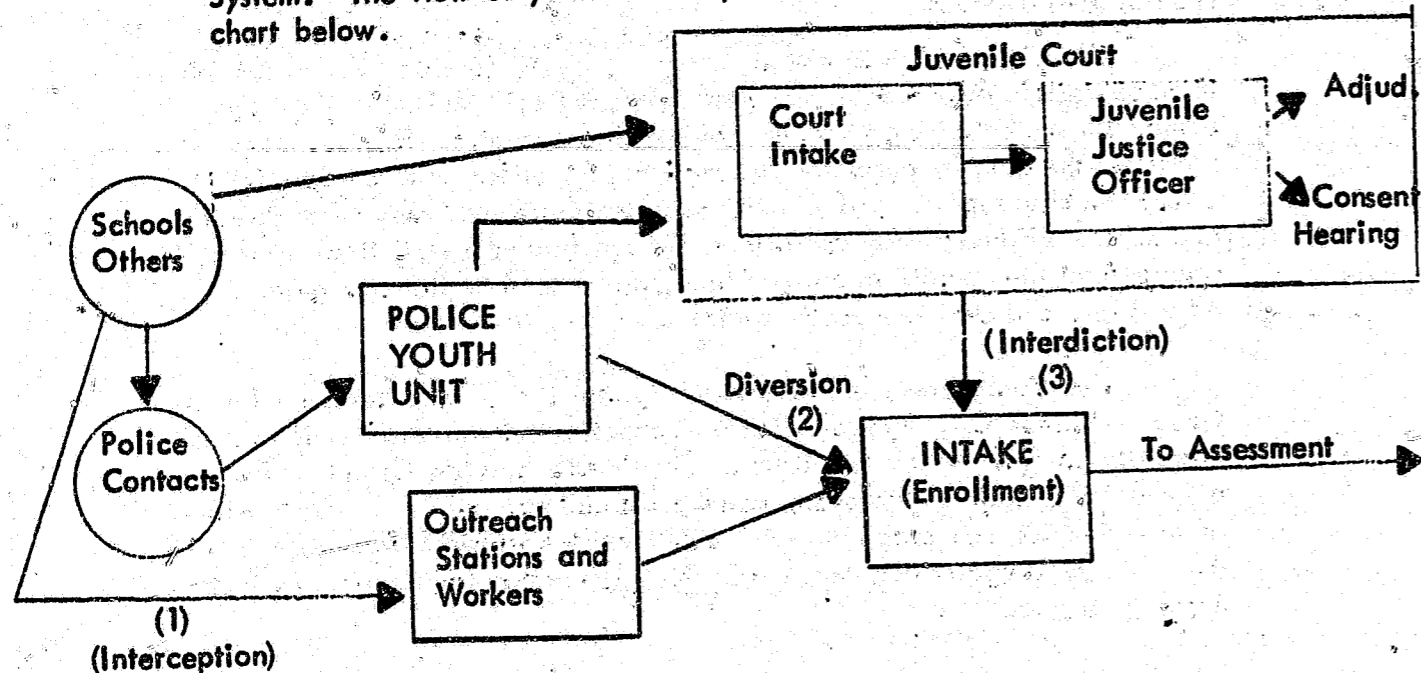 chart below.
Juvenile Court
Court
Intake
Juvenile
Justice
Officer
Adjud.
Consent
Hearing
Schools
Others
POLICE
YOUTH
UNIT
(Interdiction)
(3)
Diversion
(2)
Police
Contacts
INTAKE
(Enrollment)
To Assessment
Outreach
Stations and
Workers
(1)
(Interception)